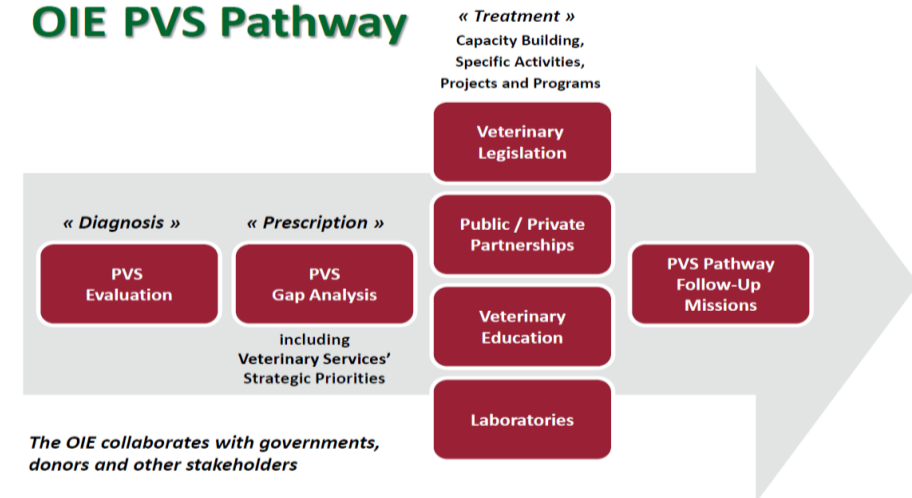 OIE PVS Pathway
« Treatment »
Capacity Building,
Specific Activities,
Projects and Programs
Veterinary
Legislation
« Diagnosis »
« Prescription »
Public / Private
Partnerships
PVS
Evaluation
PVS
Gap Analysis
PVS Pathway
Follow-Up
Missions
including
Veterinary Services’
Strategic Priorities
Veterinary
Education
Laboratories
The OIE collaborates with governments,
donors and other stakeholders